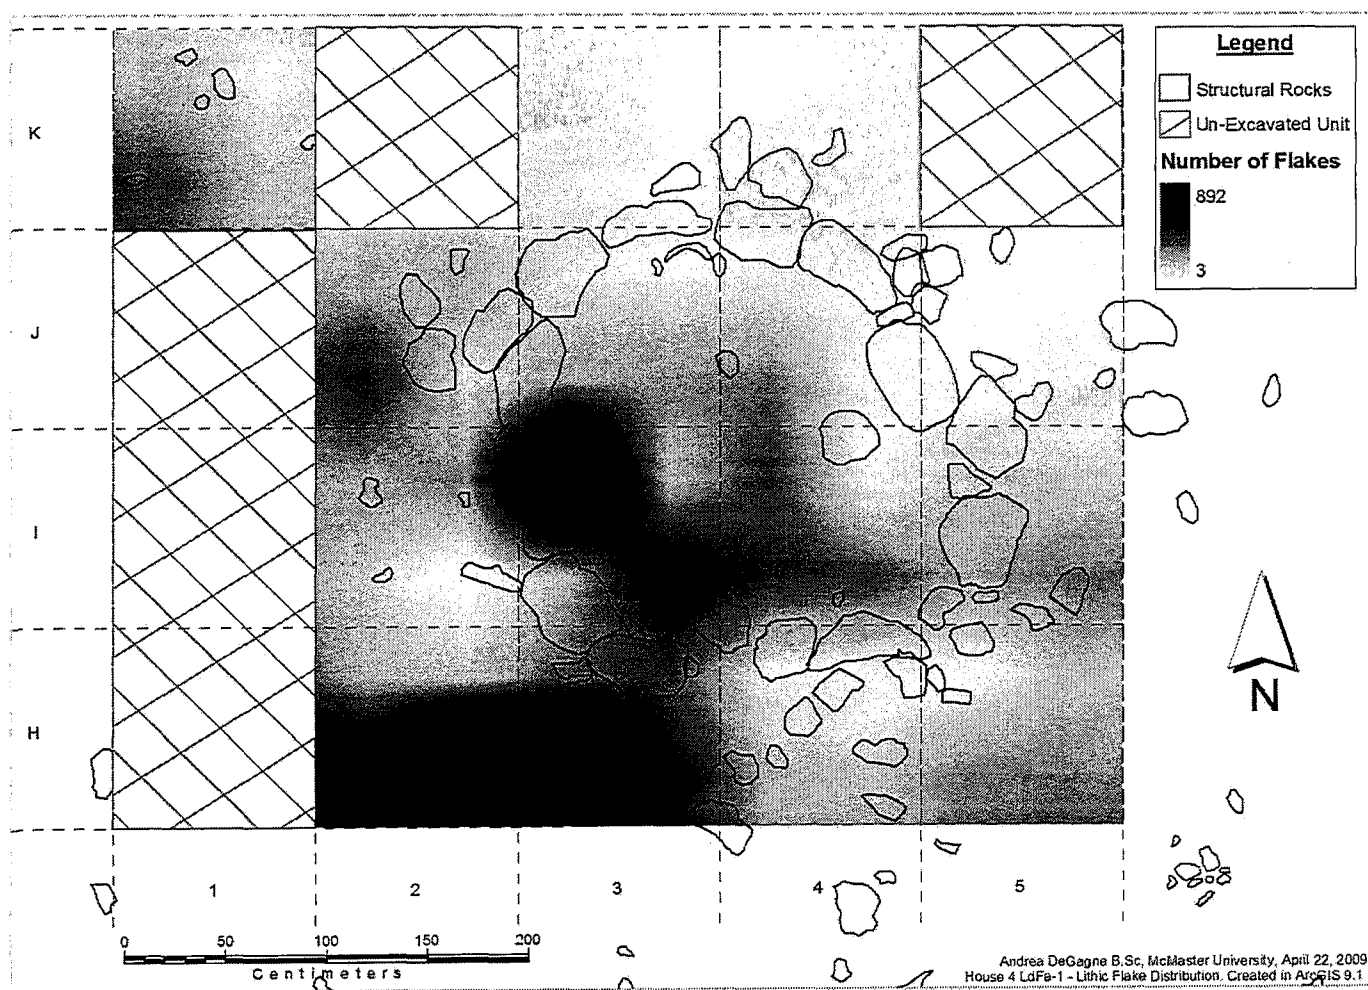 Legend
Structural Rocks
Un-Excavated Unit
Number of Flakes
892
3
K
J
I
H
1 2 3 4 5
0 50 100 150 200
Centimeters
N
Andrea DeGagne B.Sc, McMaster University, April 22, 2009
House 4 LdFa-1 - Lithic Flake Distribution. Created in ArcGIS 9.1